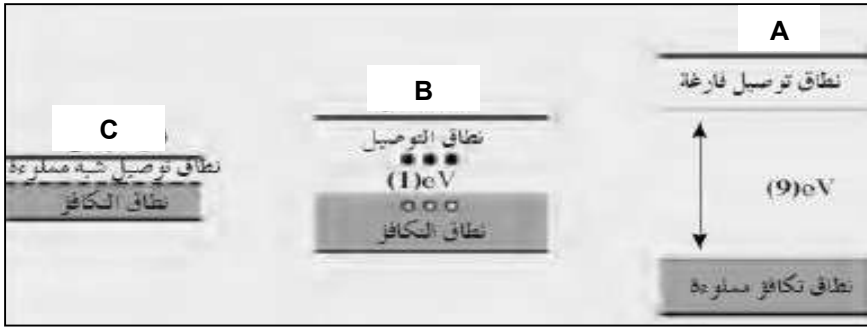 A
نطاق توصيل فارغة
(9)eV
نطاق تكافؤ مملوءة
B
نطاق التوصيل
(1)eV
نطاق التكافؤ
C
نطاق توصيل شبه مملوءة
نطاق التكافؤ